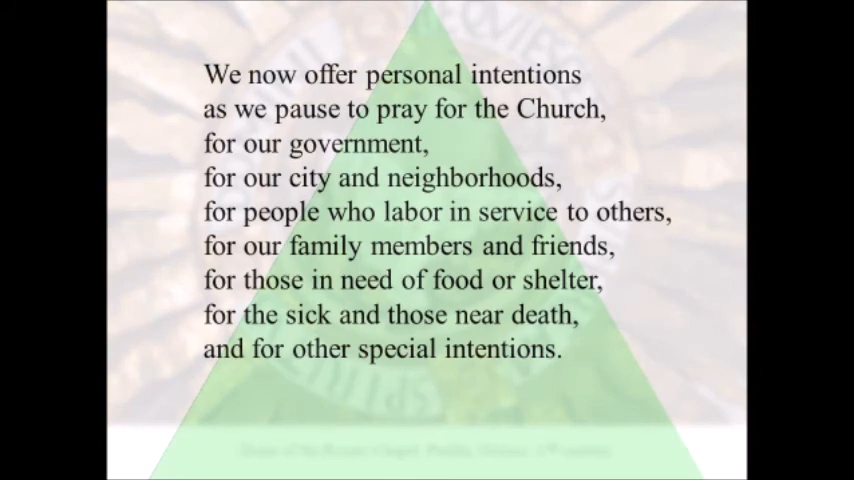 We now offer personal intentions
as we pause to pray for the Church,
for our government,
for our city and neighborhoods,
for people who labor in service to others,
for our family members and friends,
for those in need of food or shelter,
for the sick and those near death,
and for other special intentions.